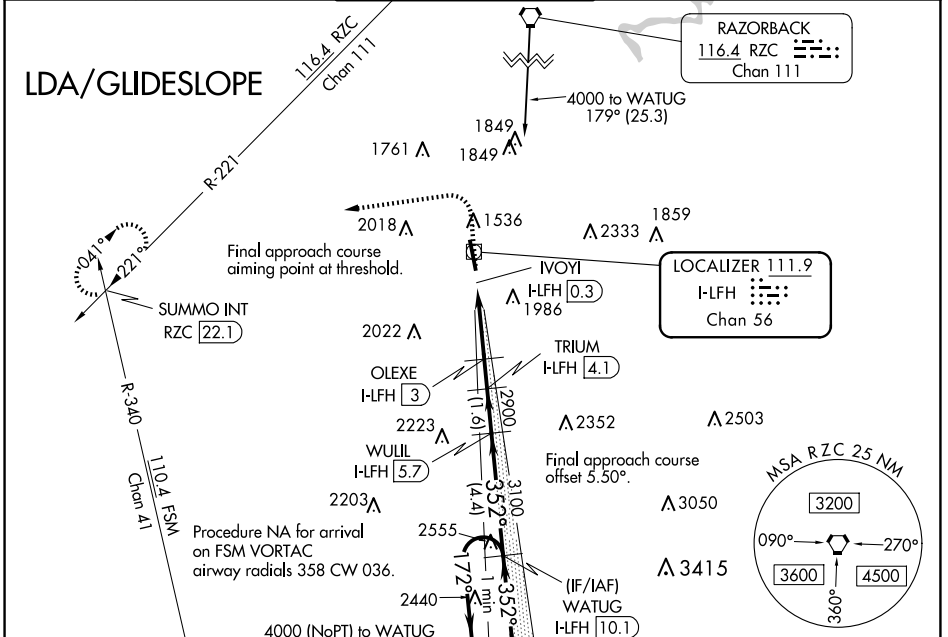 LDA/GLIDESLOPE
116.4 RZC
Chan 111
R-221
RAZORBACK
116.4 RZC
Chan 111
4000 to WATUG
179° (25.3)
1849
1849
1761
2018
1536
2333
1859
041°
221°
Final approach course
aiming point at threshold.
IVOYI
I-LFH 0.3
1986
LOCALIZER 111.9
I-LFH
Chan 56
SUMMO INT
RZC 22.1
2022
TRIUM
I-LFH 4.1
OLEXE
I-LFH 3
R-340
(1.6)
2900
2223
2352
2503
WULIL
I-LFH 5.7
Final approach course
offset 5.50°.
MSA RZC 25 NM
3200
090°
270°
3600
4500
360°
110.4 FSM
Chan 41
(4.4)
352°
3100
2203
3050
Procedure NA for arrival
on FSM VORTAC
airway radials 358 CW 036.
2555
3415
172°
1 min
352°
(IF/IAF)
WATUG
I-LFH 10.1
2440
4000 (NoPT) to WATUG